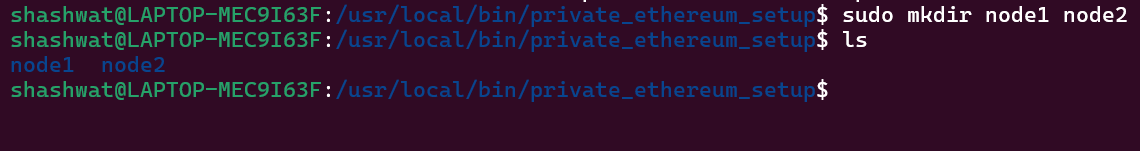 shashwat@LAPTOP-MEC9I63F:/usr/local/bin/private_ethereum_setup$ sudo mkdir node1 node2
shashwat@LAPTOP-MEC9I63F:/usr/local/bin/private_ethereum_setup$ ls
node1  node2
shashwat@LAPTOP-MEC9I63F:/usr/local/bin/private_ethereum_setup$